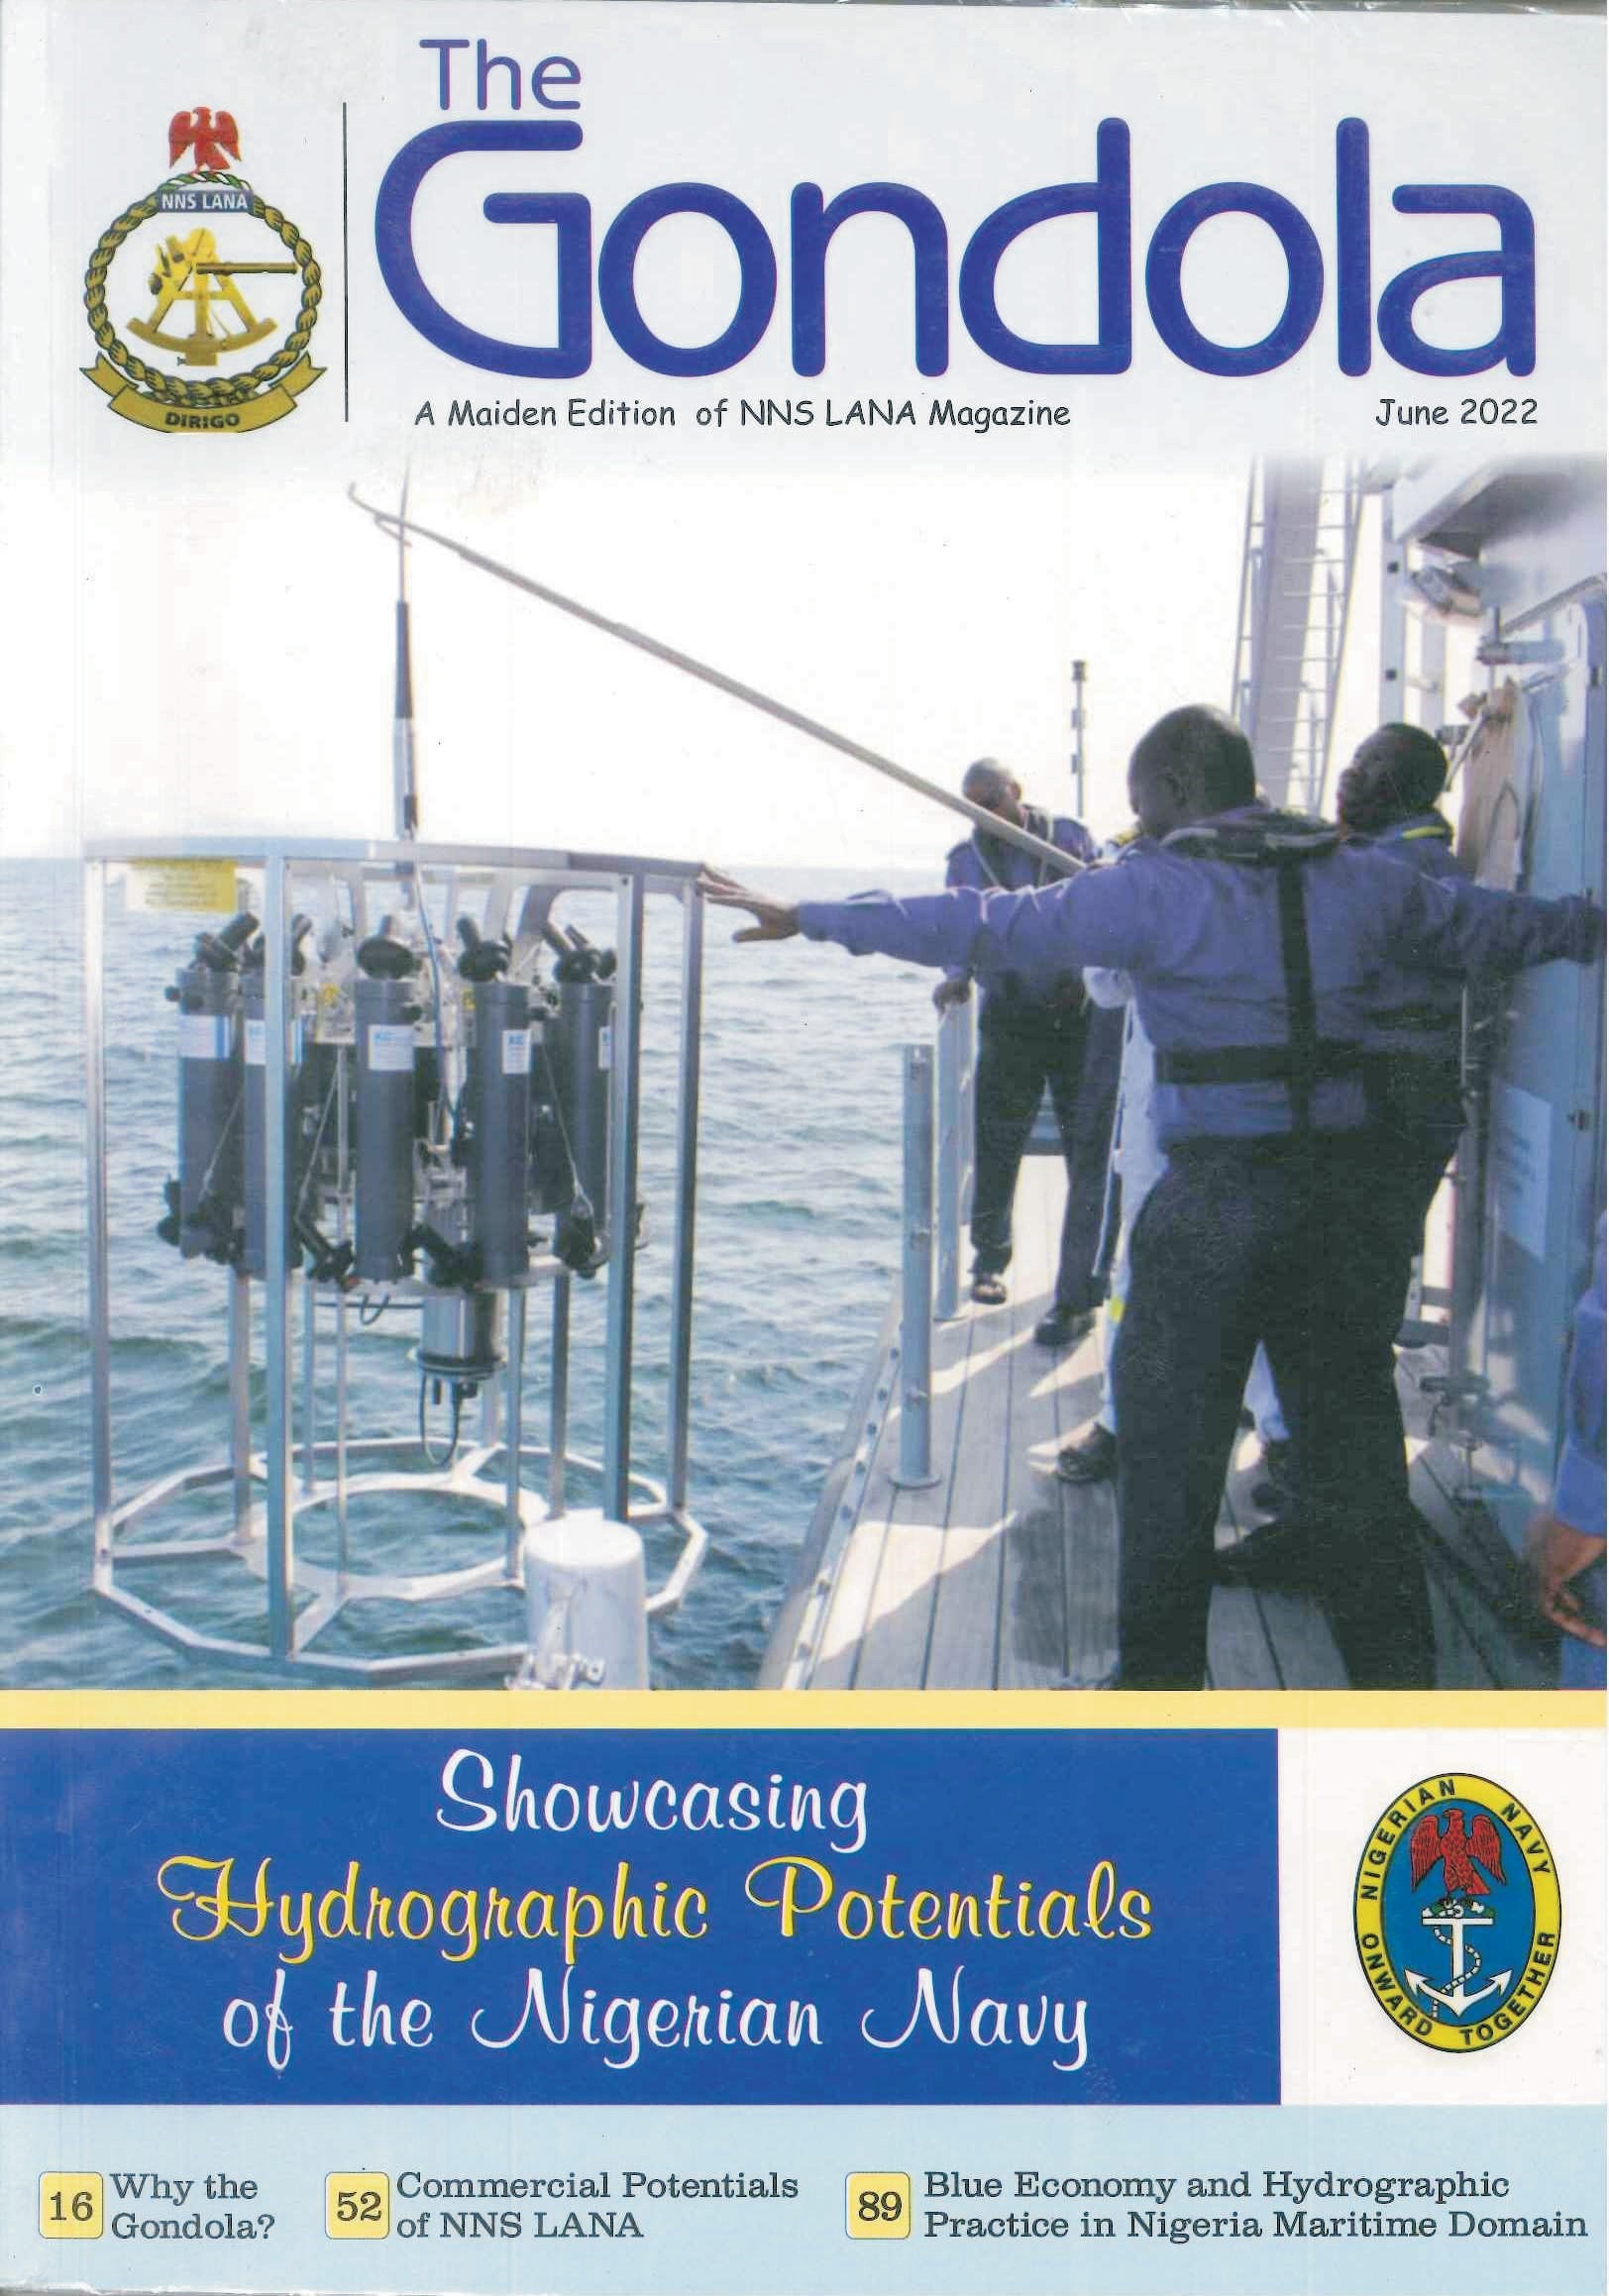 The
Gondola
NNS LANA
DIRIGO
A Maiden Edition of NNS LANA Magazine
June 2022
Showcasing
Hydrographic Potentials
of the Nigerian Navy
NIGERIAN NAVY
ONWARD TOGETHER
16
Why the
Gondola?
52
Commercial Potentials
of NNS LANA
89
Blue Economy and Hydrographic
Practice in Nigeria Maritime Domain